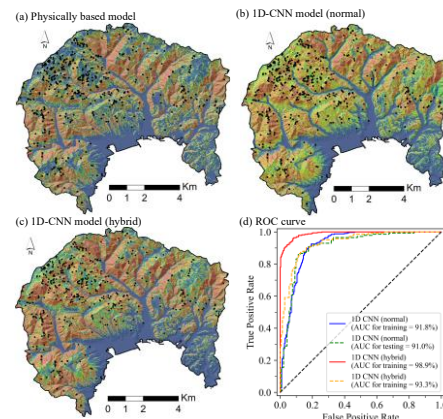 (a) Physically based model
(b) 1D-CNN model (normal)
N
N
0 1 2 4 Km
0 1 2 4 Km
(c) 1D-CNN model (hybrid)
(d) ROC curve
N
0 1 2 4 Km
True Positive Rate
1.0
0.8
0.6
0.4
0.2
0.0
1D CNN (normal)
(AUC for training = 91.8%)
1D CNN (normal)
(AUC for testing = 91.0%)
1D CNN (hybrid)
(AUC for training = 98.9%)
1D CNN (hybrid)
(AUC for training = 93.3%)
0.0 0.2 0.4 0.6 0.8 1.0
False Positive Rate